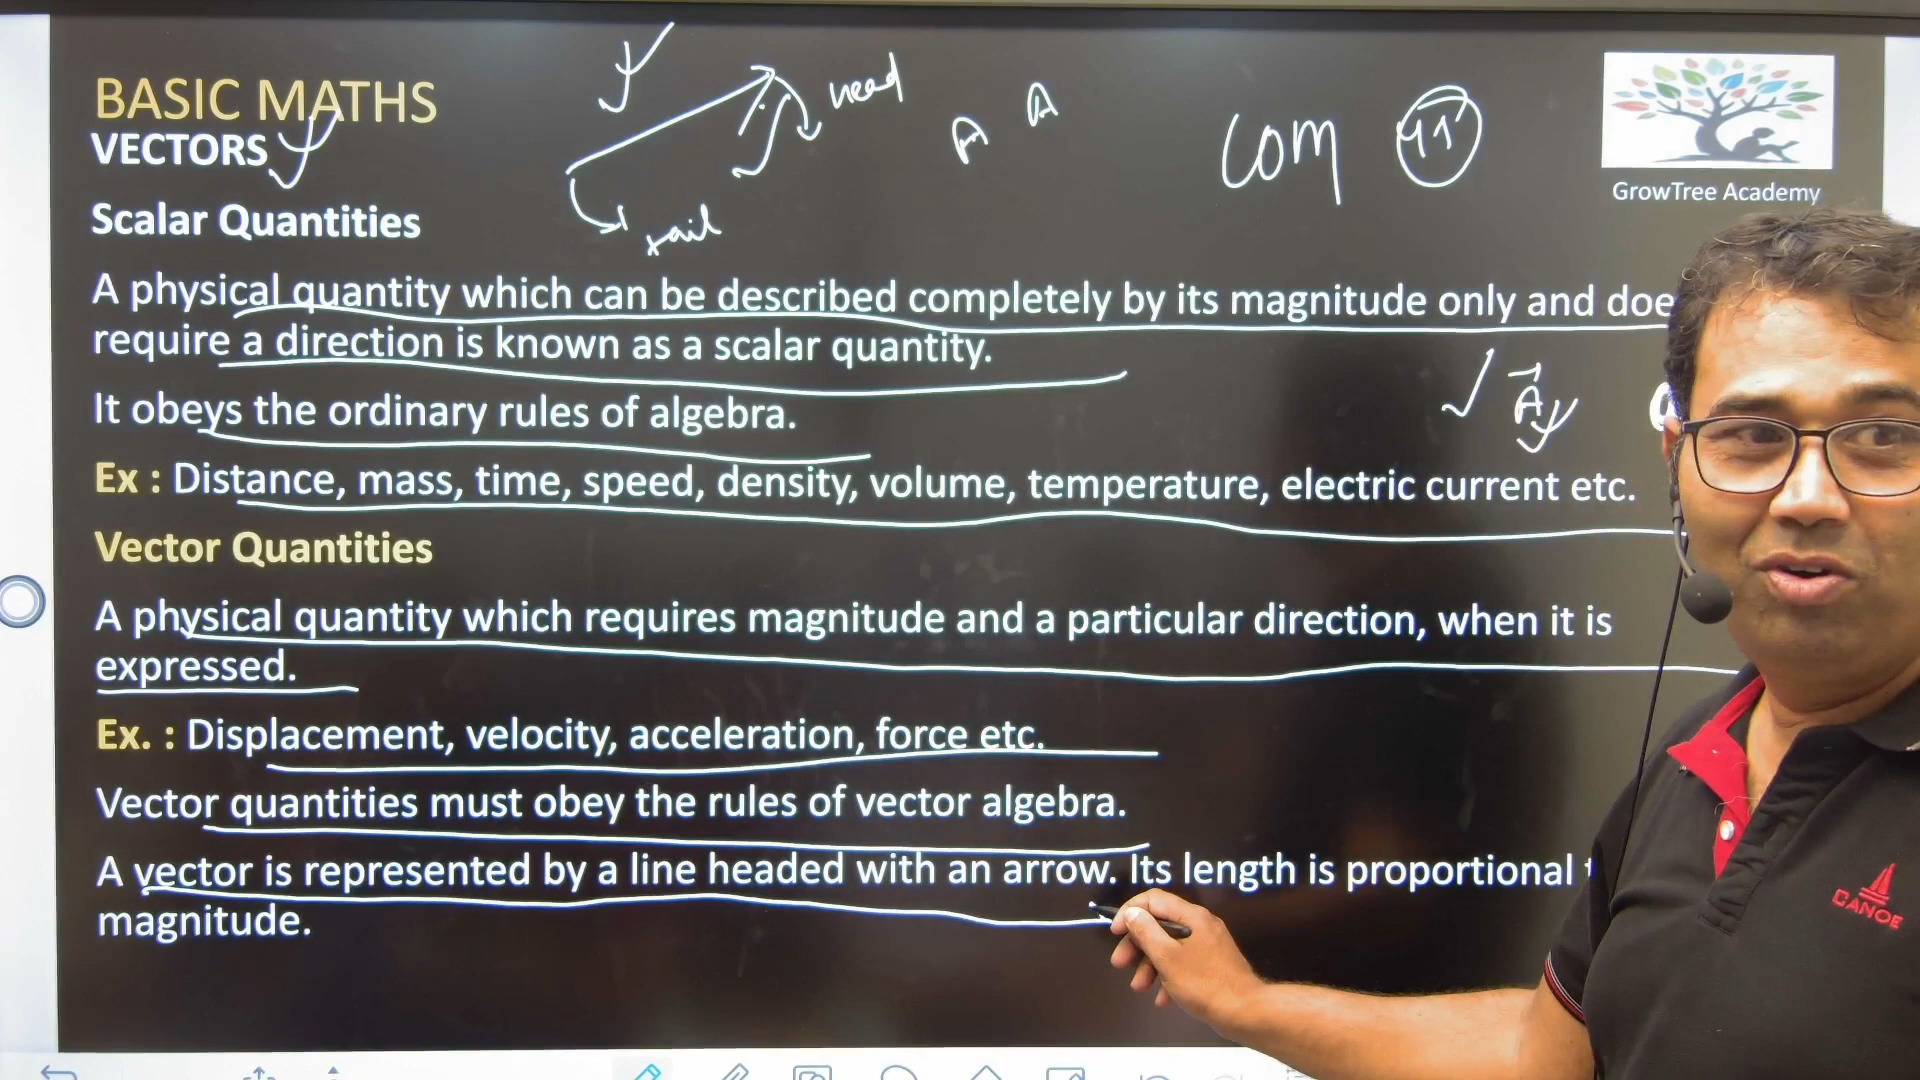 BASIC MATHS
VECTORS
head
A A
com
GrowTree Academy
tail
Scalar Quantities
A physical quantity which can be described completely by its magnitude only and doe
require a direction is known as a scalar quantity.
A
It obeys the ordinary rules of algebra.
Ex : Distance, mass, time, speed, density, volume, temperature, electric current etc.
Vector Quantities
A physical quantity which requires magnitude and a particular direction, when it is
expressed.
Ex. : Displacement, velocity, acceleration, force etc.
Vector quantities must obey the rules of vector algebra.
A vector is represented by a line headed with an arrow. Its length is proportional
magnitude.
CANOE